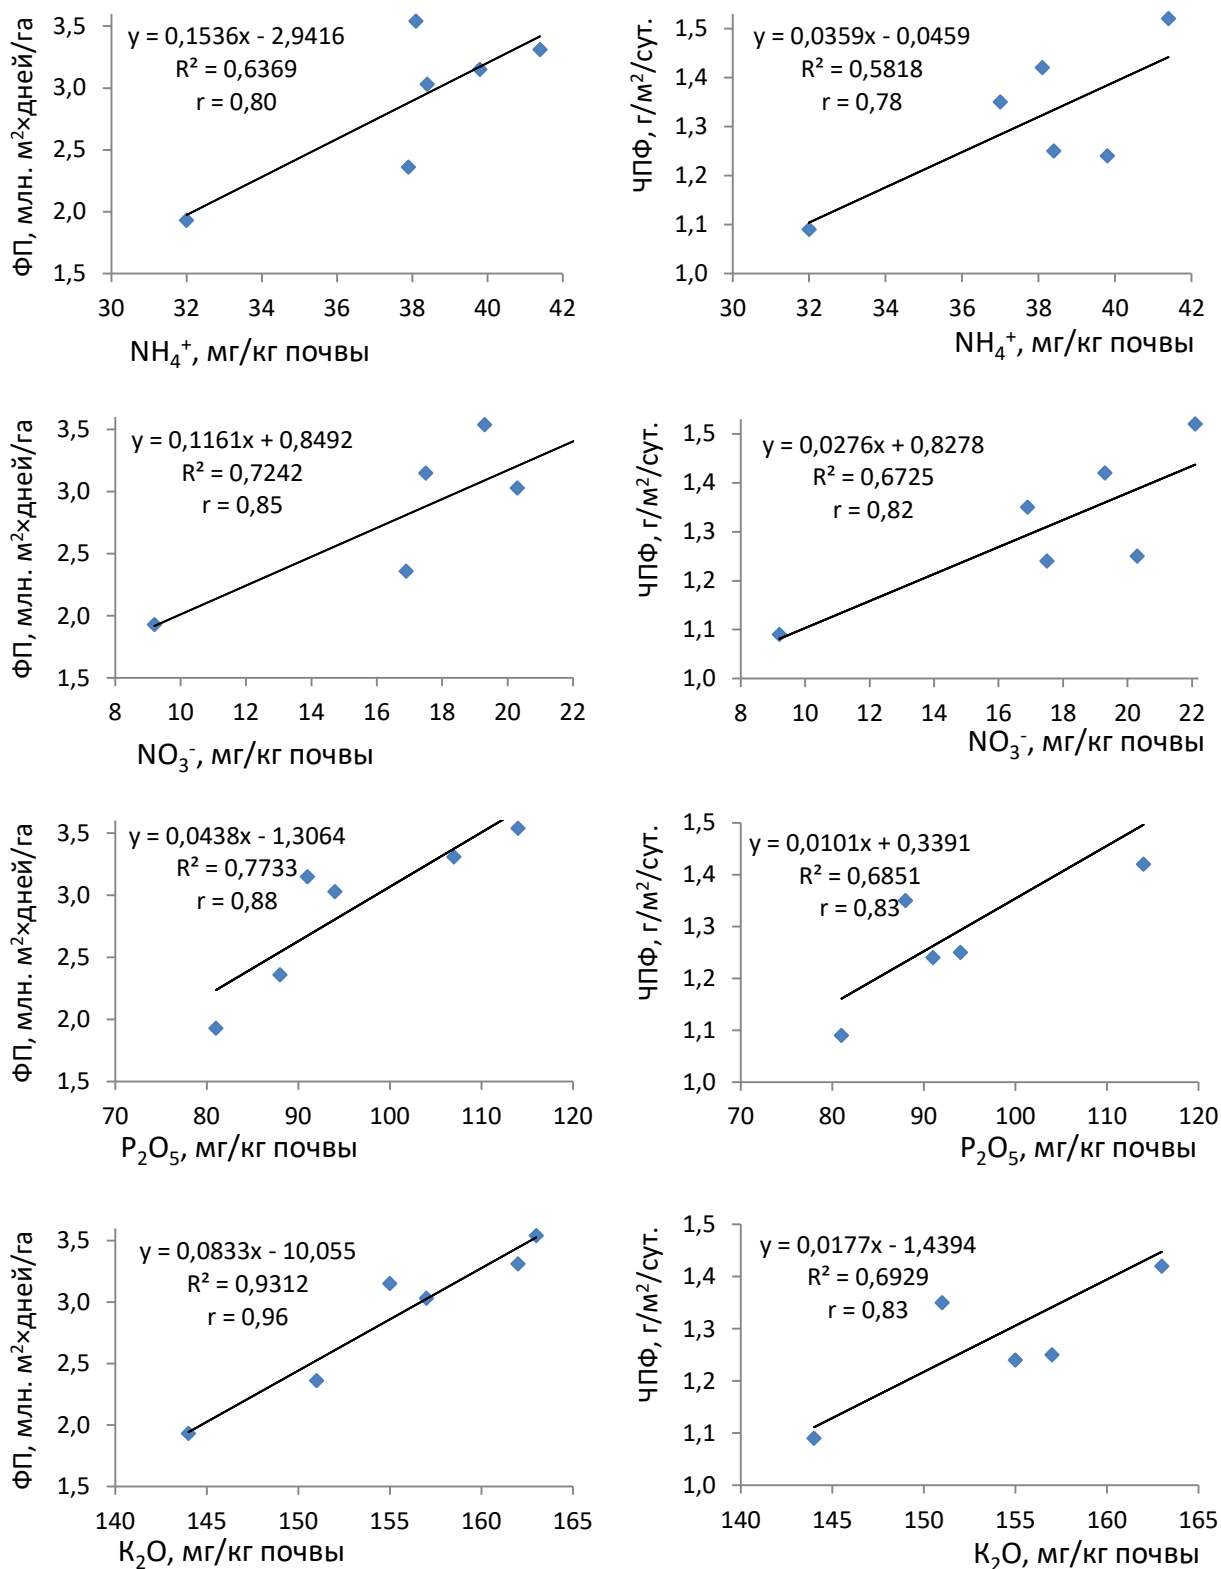 ФП, млн. м²×дней/га
3,5
3,0
2,5
2,0
1,5
y = 0,1536x - 2,9416
R² = 0,6369
r = 0,80
30 32 34 36 38 40 42
NH₄⁺, мг/кг почвы
ЧПФ, г/м²/сут.
1,5
1,4
1,3
1,2
1,1
1,0
y = 0,0359x - 0,0459
R² = 0,5818
r = 0,78
30 32 34 36 38 40 42
NH₄⁺, мг/кг почвы
ФП, млн. м²×дней/га
3,5
3,0
2,5
2,0
1,5
y = 0,1161x + 0,8492
R² = 0,7242
r = 0,85
8 10 12 14 16 18 20 22
NO₃⁻, мг/кг почвы
ЧПФ, г/м²/сут.
1,5
1,4
1,3
1,2
1,1
1,0
y = 0,0276x + 0,8278
R² = 0,6725
r = 0,82
8 10 12 14 16 18 20 22
NO₃⁻, мг/кг почвы
ФП, млн. м²×дней/га
3,5
3,0
2,5
2,0
1,5
y = 0,0438x - 1,3064
R² = 0,7733
r = 0,88
70 80 90 100 110 120
P₂O₅, мг/кг почвы
ЧПФ, г/м²/сут.
1,5
1,4
1,3
1,2
1,1
1,0
y = 0,0101x + 0,3391
R² = 0,6851
r = 0,83
70 80 90 100 110 120
P₂O₅, мг/кг почвы
ФП, млн. м²×дней/га
3,5
3,0
2,5
2,0
1,5
y = 0,0833x - 10,055
R² = 0,9312
r = 0,96
140 145 150 155 160 165
K₂O, мг/кг почвы
ЧПФ, г/м²/сут.
1,5
1,4
1,3
1,2
1,1
1,0
y = 0,0177x - 1,4394
R² = 0,6929
r = 0,83
140 145 150 155 160 165
K₂O, мг/кг почвы